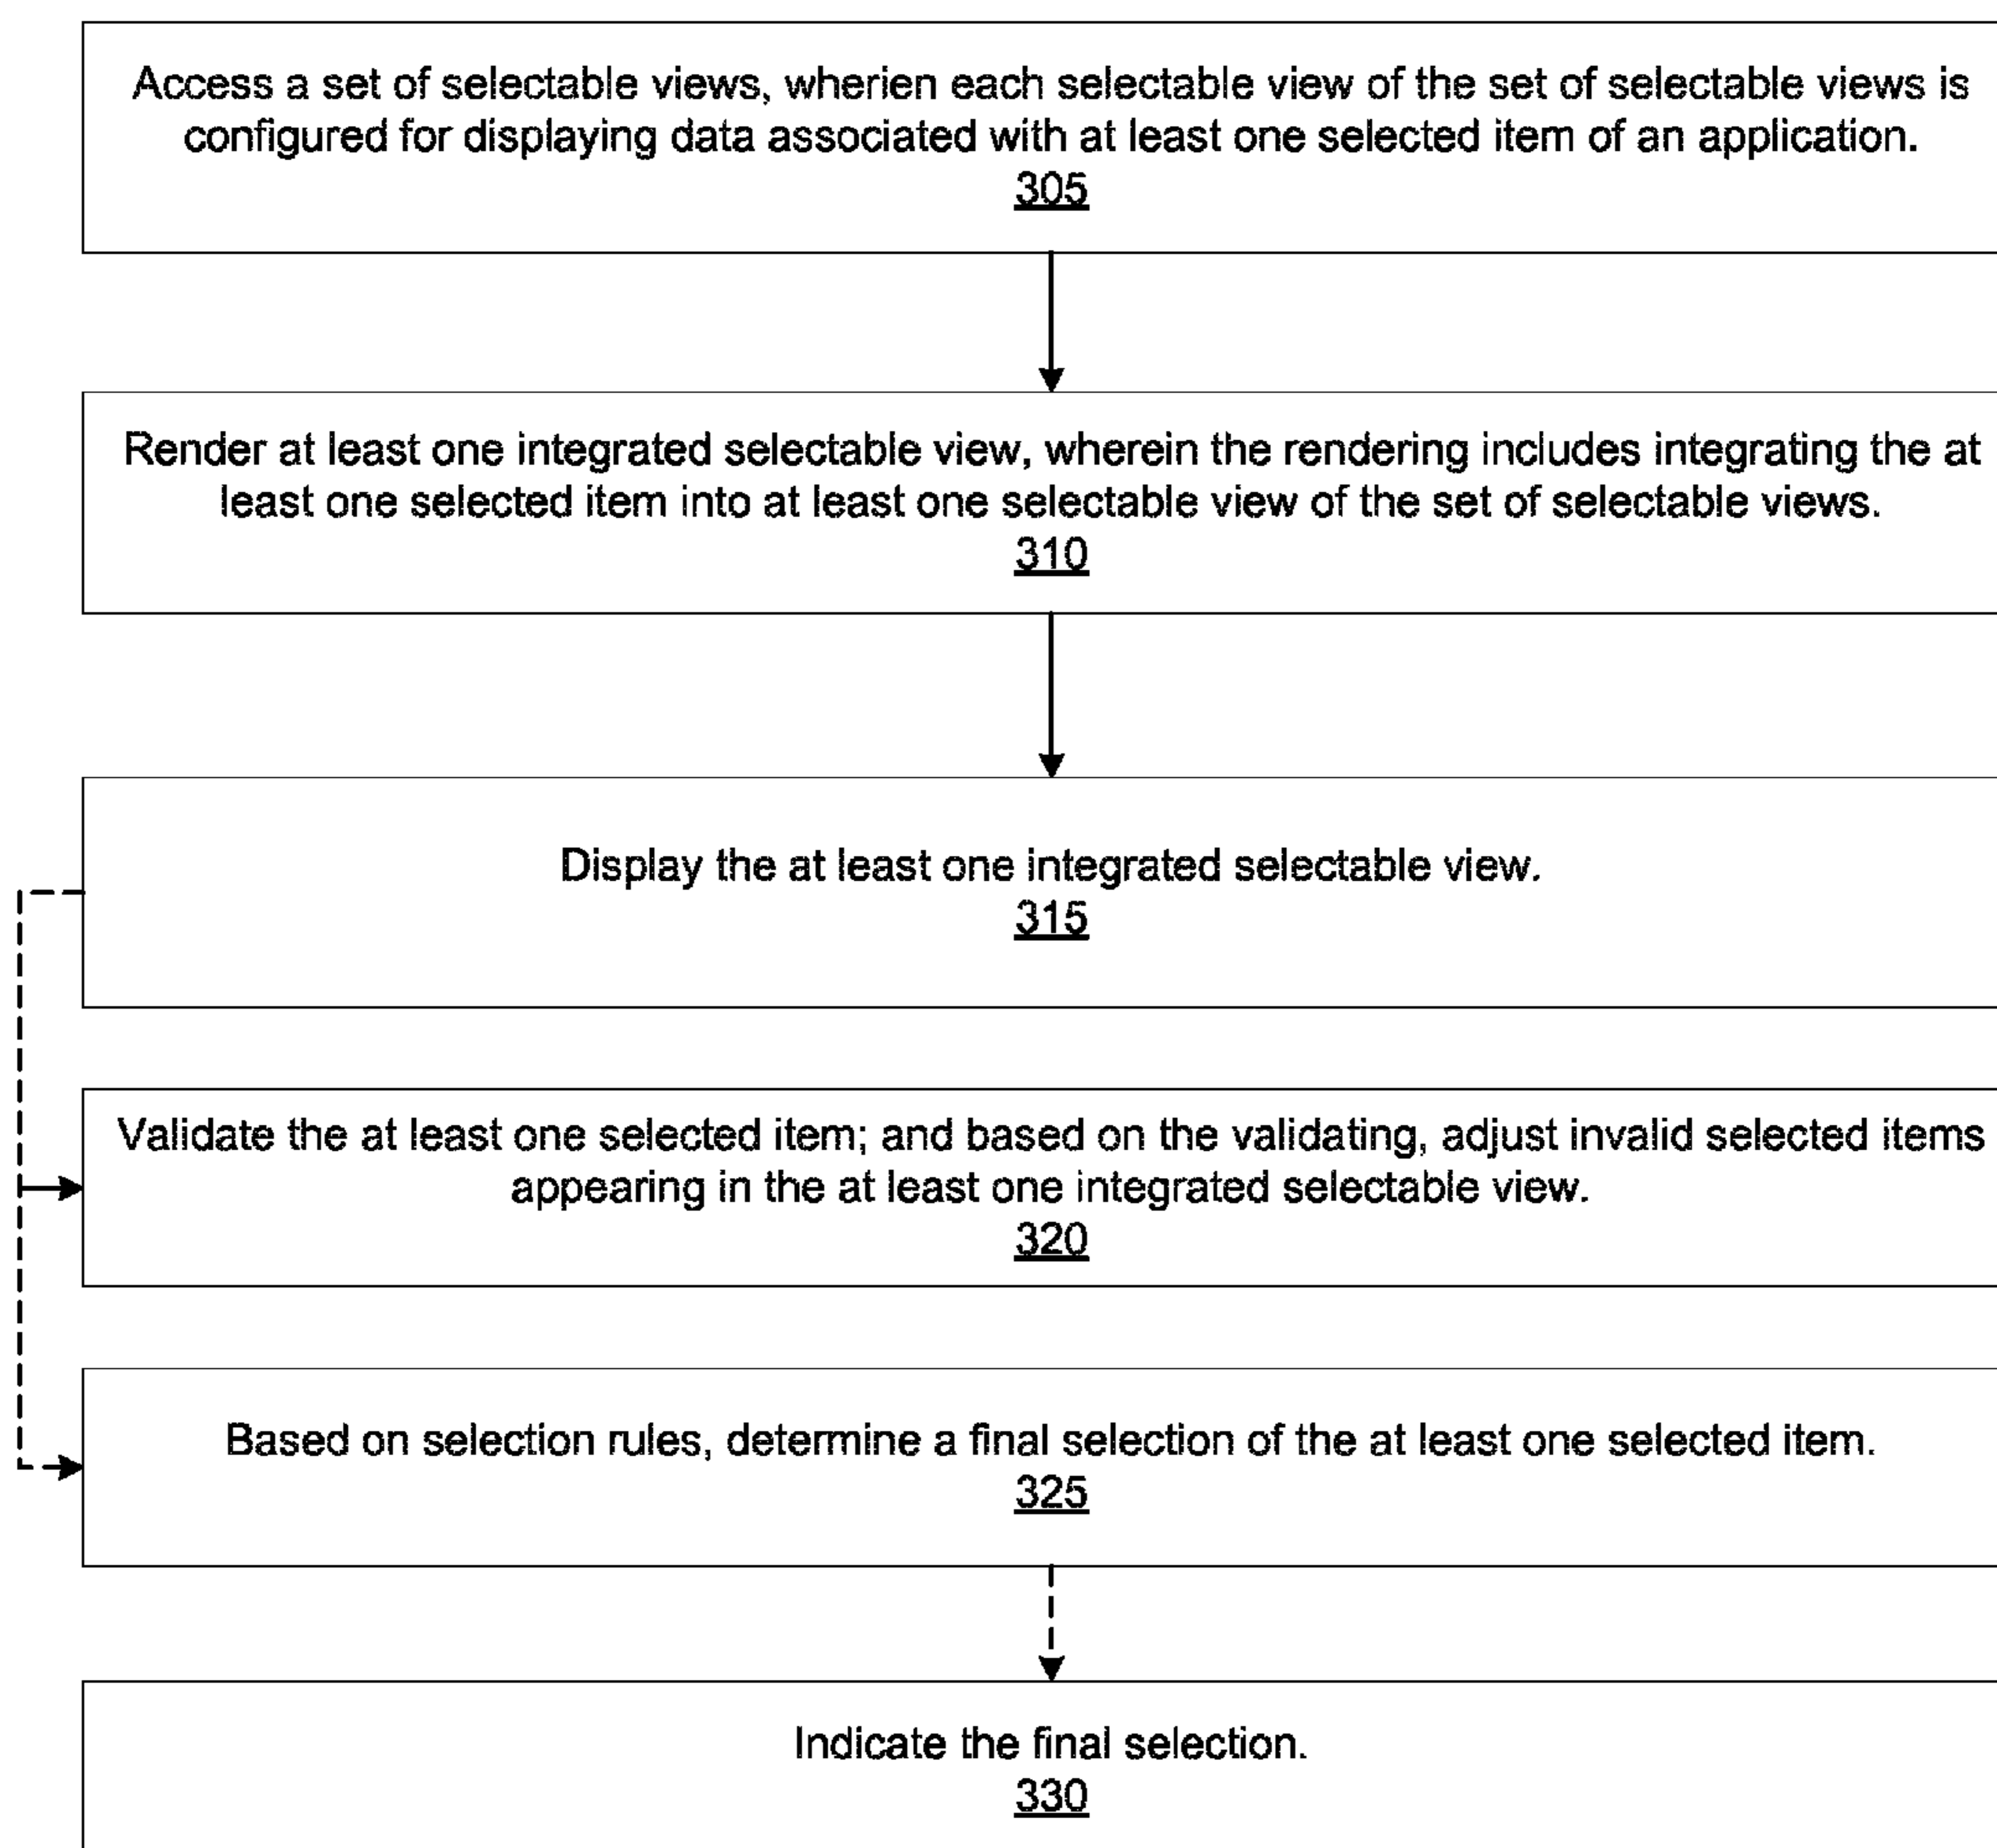 Access a set of selectable views, wherien each selectable view of the set of selectable views is
configured for displaying data associated with at least one selected item of an application.
305
Render at least one integrated selectable view, wherein the rendering includes integrating the at
least one selected item into at least one selectable view of the set of selectable views.
310
Display the at least one integrated selectable view.
315
Validate the at least one selected item; and based on the validating, adjust invalid selected items
appearing in the at least one integrated selectable view.
320
Based on selection rules, determine a final selection of the at least one selected item.
325
Indicate the final selection.
330